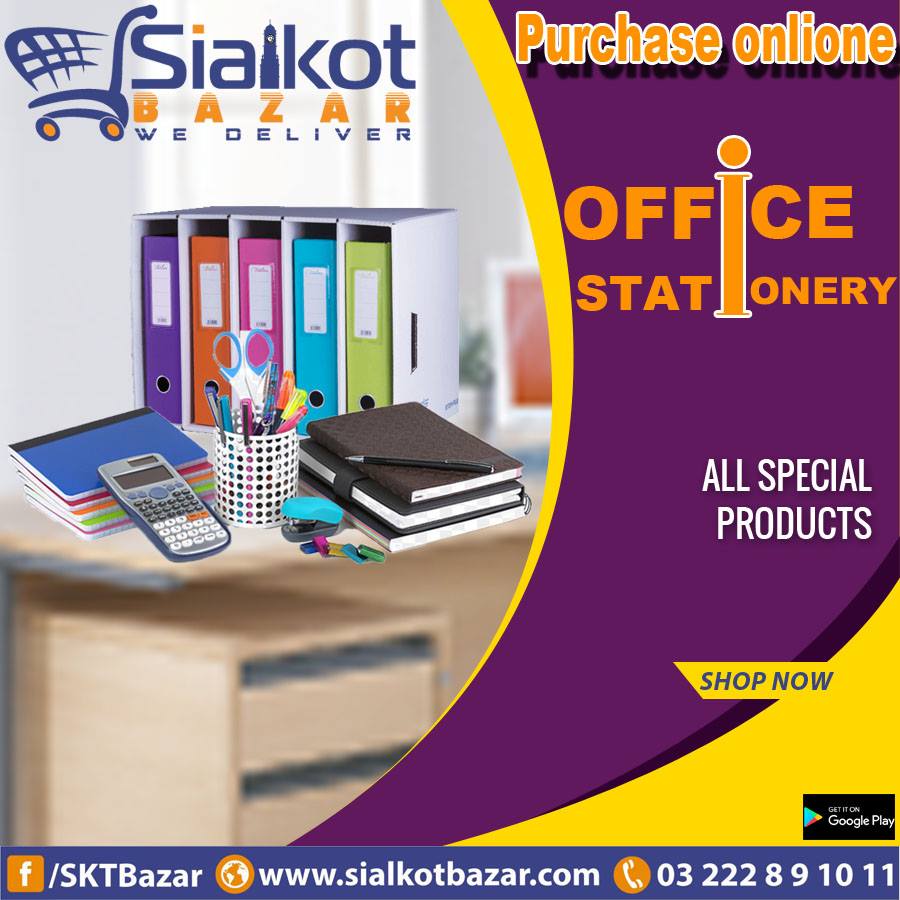 Sialkot
BAZAR
WE DELIVER
Purchase onlione
OFFiCE
STATiONERY
ALL SPECIAL
PRODUCTS
SHOP NOW
GET IT ON
Google Play
f /SKTBazar www.sialkotbazar.com 03 222 8 9 10 11